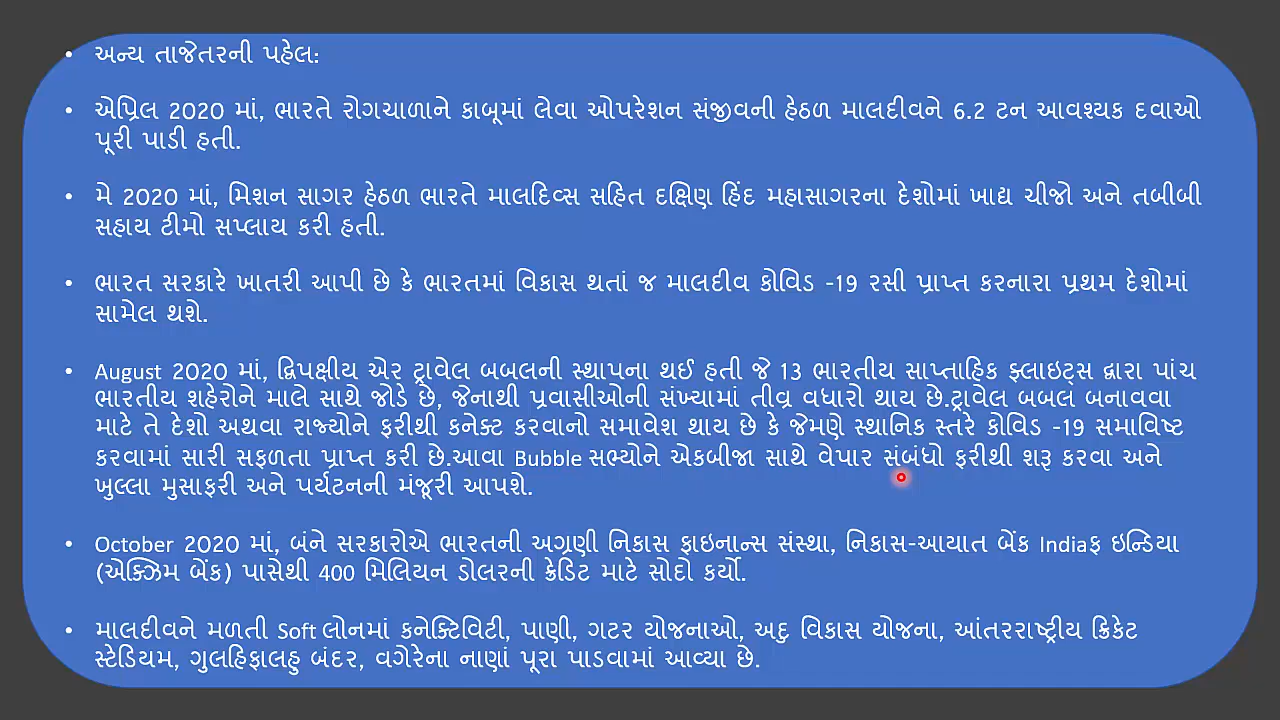 • અન્ય તાજેતરની પહેલ:
• એપ્રિલ 2020 માં, ભારતે રોગચાળાને કાબૂમાં લેવા ઓપરેશન સંજીવની હેઠળ માલદીવને 6.2 ટન આવશ્યક દવાઓ
પૂરી પાડી હતી.
• મે 2020 માં, મિશન સાગર હેઠળ ભારતે માલદિવ્સ સહિત દક્ષિણ હિંદ મહાસાગરના દેશોમાં ખાદ્ય ચીજો અને તબીબી
સહાય ટીમો સપ્લાય કરી હતી.
• ભારત સરકારે ખાતરી આપી છે કે ભારતમાં વિકાસ થતાં જ માલદીવ કોવિડ -19 રસી પ્રાપ્ત કરનારા પ્રથમ દેશોમાં
સામેલ થશે.
• August 2020 માં, દ્વિપક્ષીય એર ટ્રાવેલ બબલની સ્થાપના થઈ હતી જે 13 ભારતીય સાપ્તાહિક ફ્લાઇટ્સ દ્વારા પાંચ
ભારતીય શહેરોને માલે સાથે જોડે છે, જેનાથી પ્રવાસીઓની સંખ્યામાં તીવ્ર વધારો થાય છે.ટ્રાવેલ બબલ બનાવવા
માટે તે દેશો અથવા રાજ્યોને ફરીથી કનેક્ટ કરવાનો સમાવેશ થાય છે કે જેમણે સ્થાનિક સ્તરે કોવિડ -19 સમાવિષ્ટ
કરવામાં સારી સફળતા પ્રાપ્ત કરી છે.આવા Bubble સભ્યોને એકબીજા સાથે વેપાર સંબંધો ફરીથી શરૂ કરવા અને
ખુલ્લા મુસાફરી અને પર્યટનની મંજૂરી આપશે.
• October 2020 માં, બંને સરકારોએ ભારતની અગ્રણી નિકાસ ફાઇનાન્સ સંસ્થા, નિકાસ-આયાત બેંક Indiaફ ઇન્ડિયા
(એક્ઝિમ બેંક) પાસેથી 400 મિલિયન ડોલરની ક્રેડિટ માટે સોદો કર્યો.
• માલદીવને મળતી Soft લોનમાં કનેક્ટિવિટી, પાણી, ગટર યોજનાઓ, અદુ વિકાસ યોજના, આંતરરાષ્ટ્રીય ક્રિકેટ
સ્ટેડિયમ, ગુલહિફાલહુ બંદર, વગેરેના નાણાં પૂરા પાડવામાં આવ્યા છે.